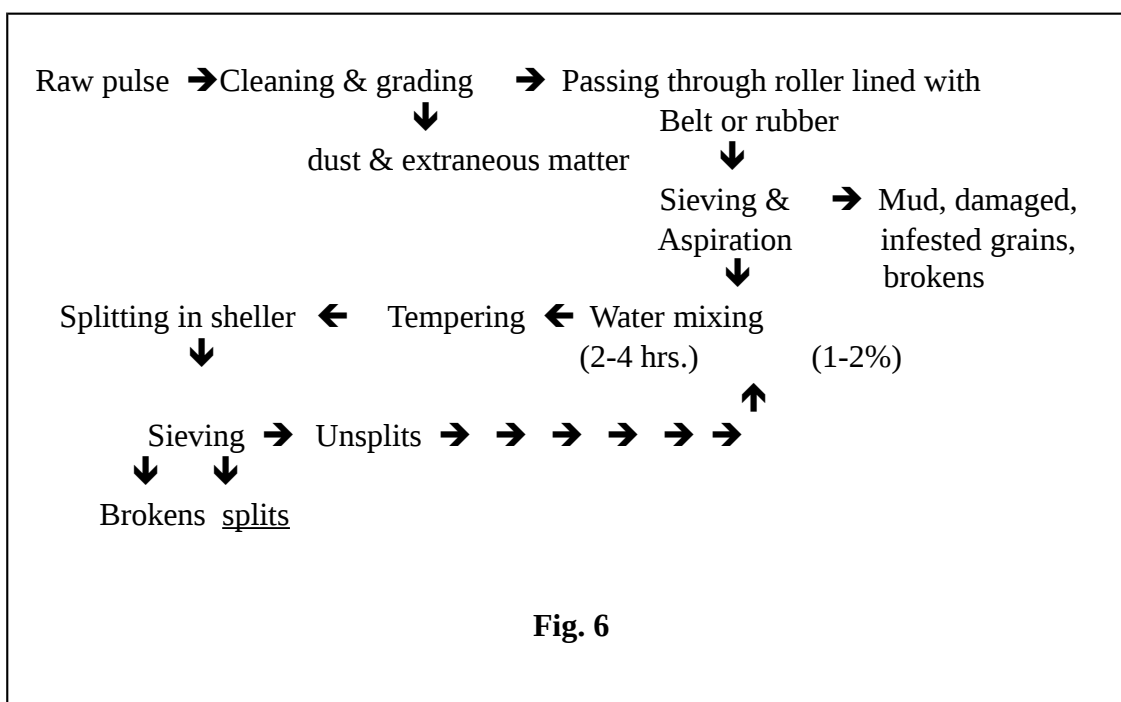 Raw pulse ➔ Cleaning & grading ➔ Passing through roller lined with
🡻 Belt or rubber
dust & extraneous matter 🡻
Sieving & ➔ Mud, damaged,
Aspiration infested grains,
🡻 brokens
Splitting in sheller 🡸 Tempering 🡸 Water mixing
🡻 (2-4 hrs.) (1-2%)
🡹
Sieving ➔ Unsplits ➔ ➔ ➔ ➔ ➔ ➔
🡻 🡻
Brokens splits
Fig. 6